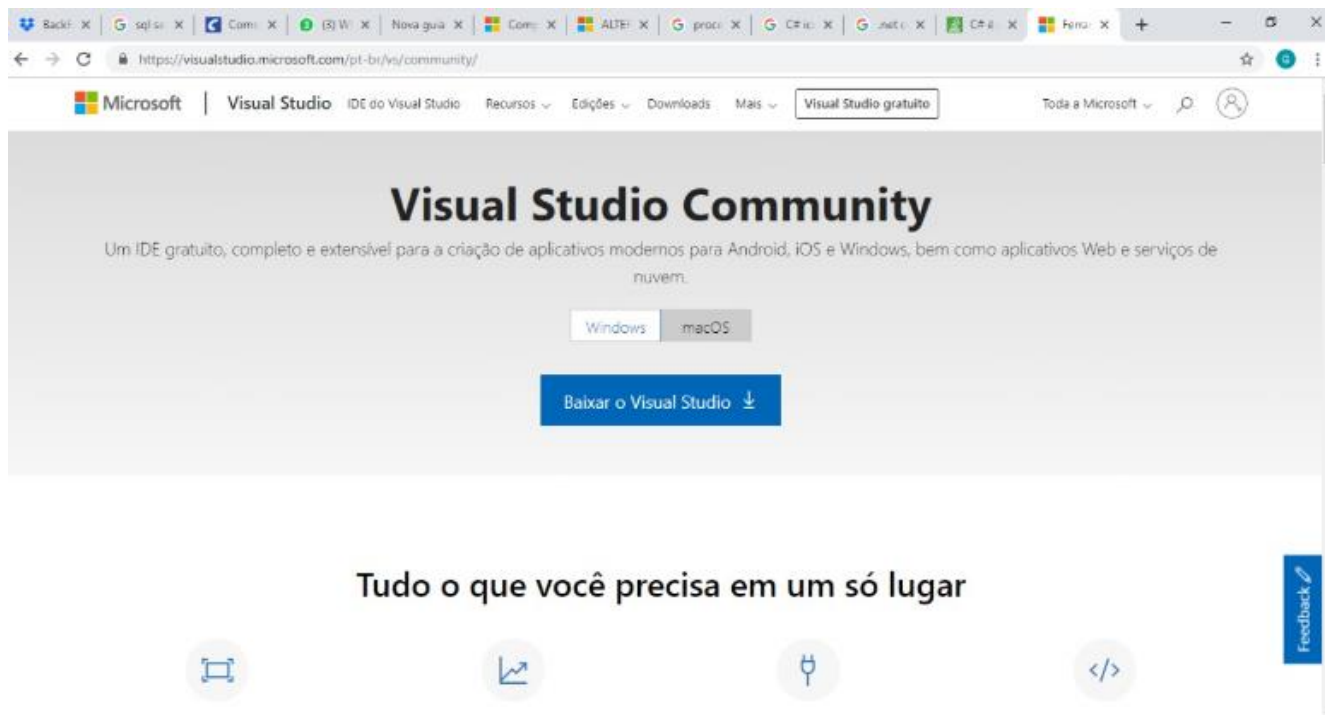 BackF G sql sa Com (3) W Nova guia Com ALTE G proc G C# ic G .net c C# Ferra
https://visualstudio.microsoft.com/pt-br/vs/community/
Microsoft | Visual Studio IDE do Visual Studio Recursos Edições Downloads Mais Visual Studio gratuito Toda a Microsoft
Visual Studio Community
Um IDE gratuito, completo e extensível para a criação de aplicativos modernos para Android, iOS e Windows, bem como aplicativos Web e serviços de
nuvem.
Windows macOS
Baixar o Visual Studio
Tudo o que você precisa em um só lugar
Feedback